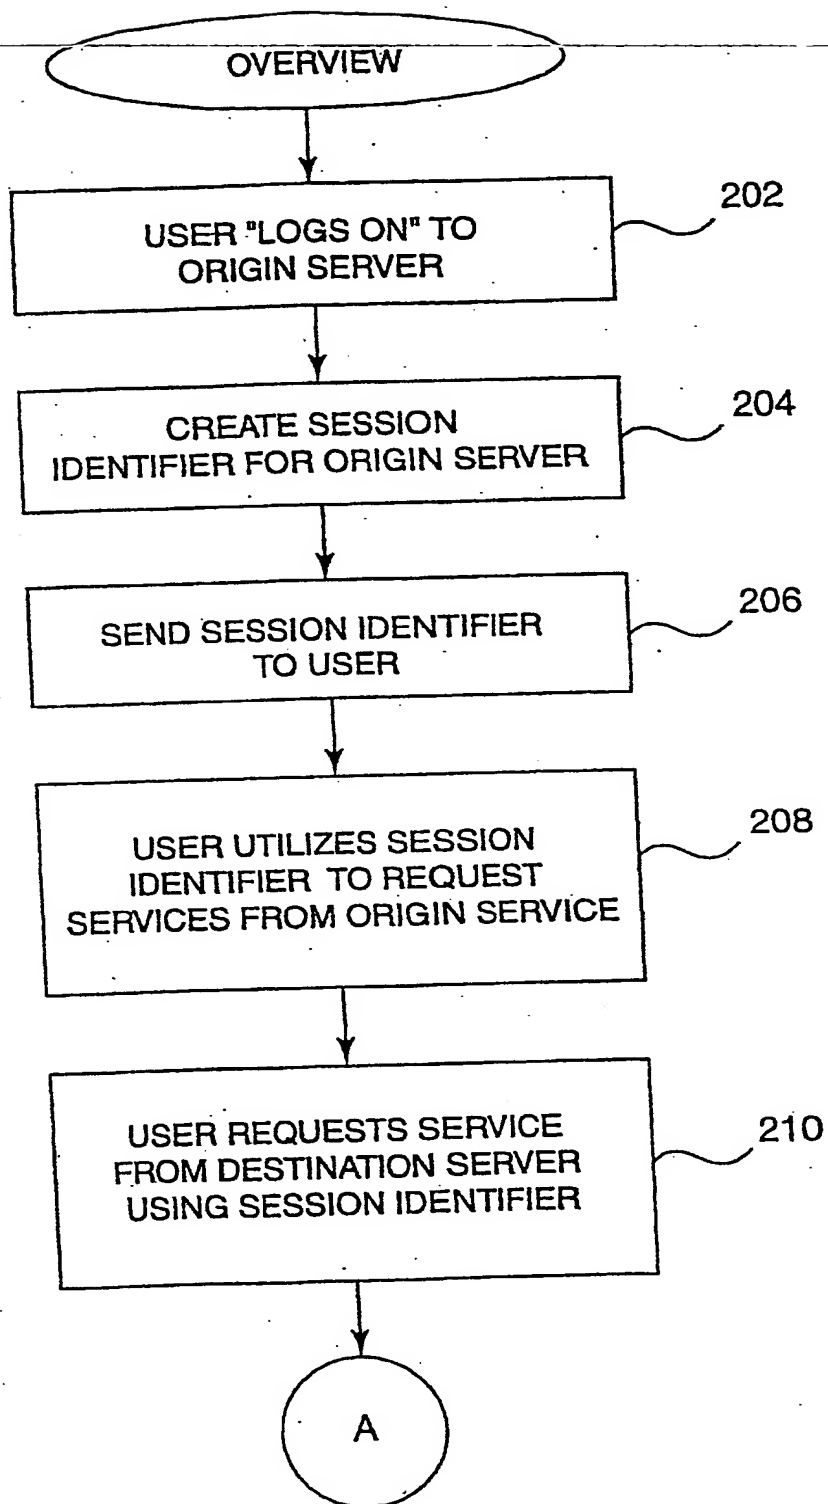 OVERVIEW
USER "LOGS ON" TO
ORIGIN SERVER
202
CREATE SESSION
IDENTIFIER FOR ORIGIN SERVER
204
SEND SESSION IDENTIFIER
TO USER
206
USER UTILIZES SESSION
IDENTIFIER TO REQUEST
SERVICES FROM ORIGIN SERVICE
208
USER REQUESTS SERVICE
FROM DESTINATION SERVER
USING SESSION IDENTIFIER
210
A